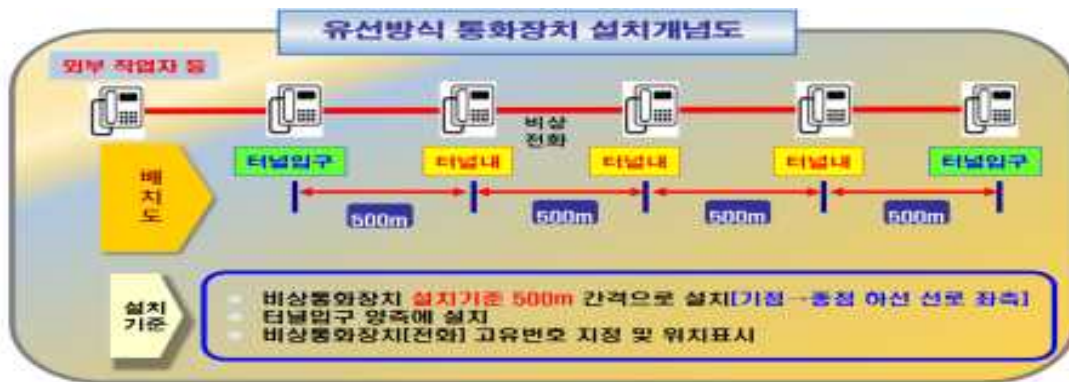 유선방식 통화장치 설치개념도
외부 작업자 등
비상
전화
터널입구 터널내 터널내 터널내 터널입구
배
치
도
500m 500m 500m 500m
설치
기준
비상통화장치 설치기준 500m 간격으로 설치[기점→종점 하선 선로 좌측]
터널입구 양측에 설치
비상통화장치[전화] 고유번호 지정 및 위치표시